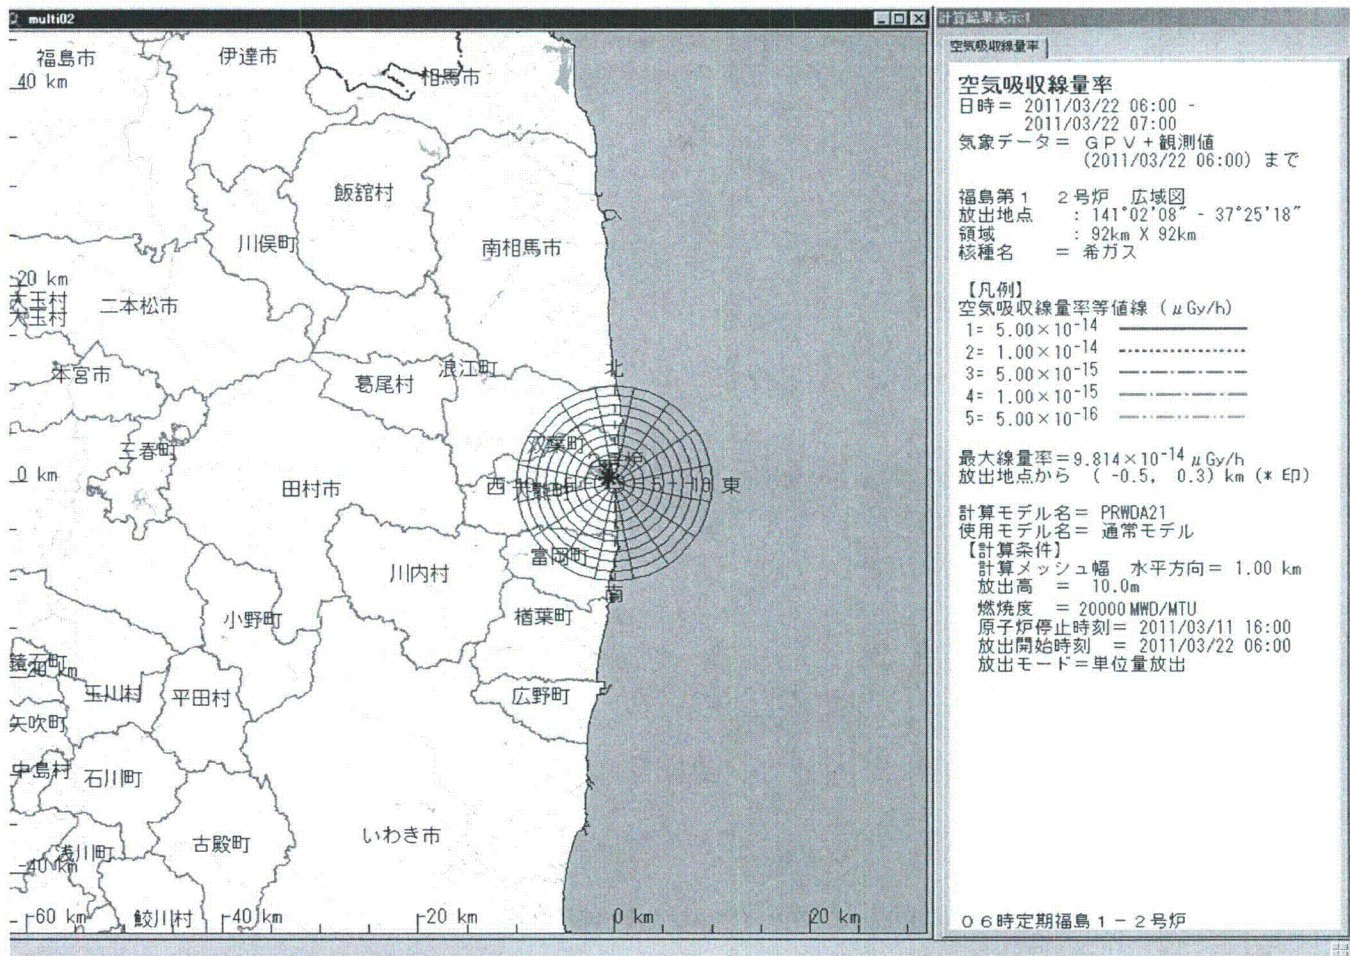 multi02
福島市
伊達市
相馬市
40 km
飯舘村
川俣町
南相馬市
20 km
大玉村
二本松市
大玉村
本宮市
葛尾村
浪江町
北
三春町
双葉町
0 km
田村市
西
東
川内村
富岡町
南
小野町
楢葉町
鏡石町
-20 km
玉川村
平田村
広野町
矢吹町
中島村
石川町
いわき市
古殿町
浅川町
-40 km
-60 km
鮫川村
-40 km
-20 km
0 km
20 km
計算結果表示:1
空気吸収線量率
空気吸収線量率
日時= 2011/03/22 06:00 -
2011/03/22 07:00
気象データ= GPV+観測値
(2011/03/22 06:00) まで
福島第1 2号炉 広域図
放出地点 : 141°02'08" - 37°25'18"
領域 : 92km X 92km
核種名 = 希ガス
【凡例】
空気吸収線量率等値線 (μGy/h)
1= 5.00×10-14
2= 1.00×10-14
3= 5.00×10-15
4= 1.00×10-15
5= 5.00×10-16
最大線量率=9.814×10-14 μGy/h
放出地点から ( -0.5, 0.3) km (* 印)
計算モデル名= PRWDA21
使用モデル名= 通常モデル
【計算条件】
計算メッシュ幅 水平方向= 1.00 km
放出高 = 10.0m
燃焼度 = 20000MWD/MTU
原子炉停止時刻= 2011/03/11 16:00
放出開始時刻 = 2011/03/22 06:00
放出モード=単位量放出
06時定期福島1-2号炉